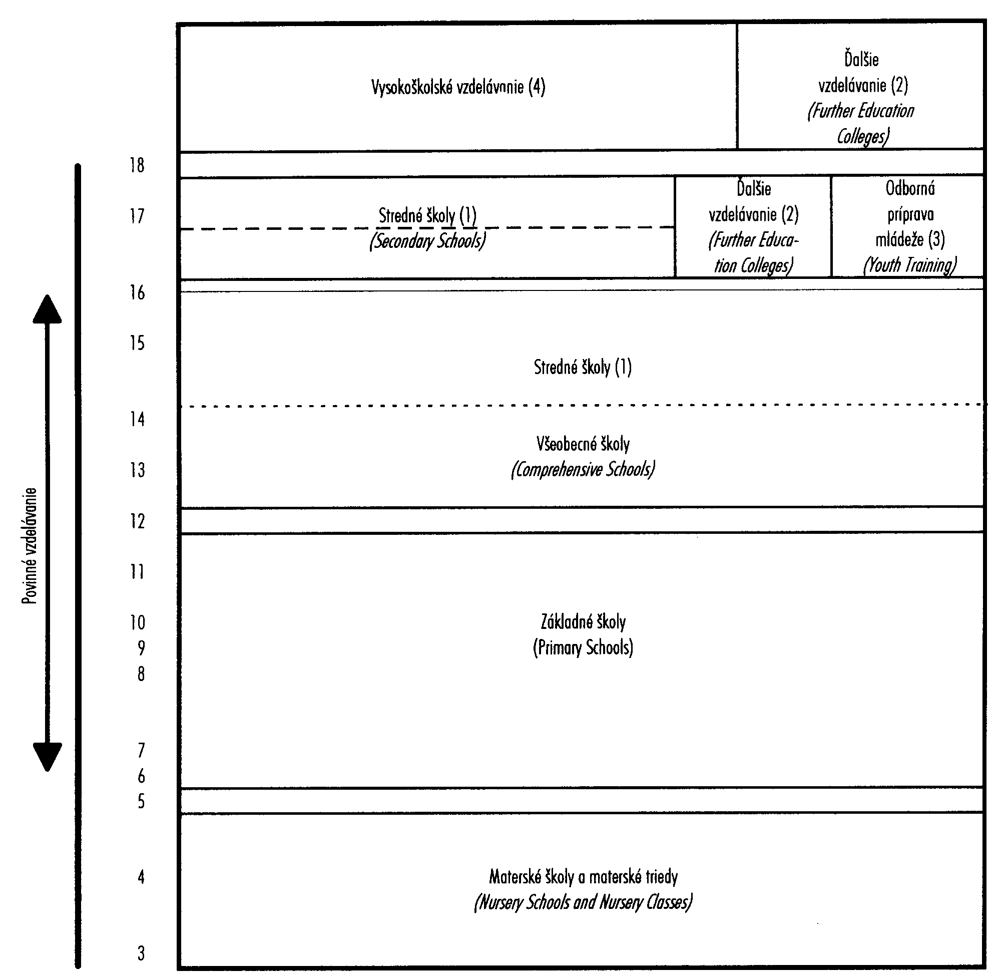 Vysokoškolské vzdelávanie (4)
Ďalšie
vzdelávanie (2)
(Further Education
Colleges)
18
17
Stredné školy (1)
(Secondary Schools)
Ďalšie
vzdelávanie (2)
(Further Educa-
tion Colleges)
Odborná
príprava
mládeže (3)
(Youth Training)
16
15
Stredné školy (1)
14
Všeobecné školy
(Comprehensive Schools)
13
12
Povinné vzdelávanie
11
10
9
8
Základné školy
(Primary Schools)
7
6
5
4
Materské školy a materské triedy
(Nursery Schools and Nursery Classes)
3